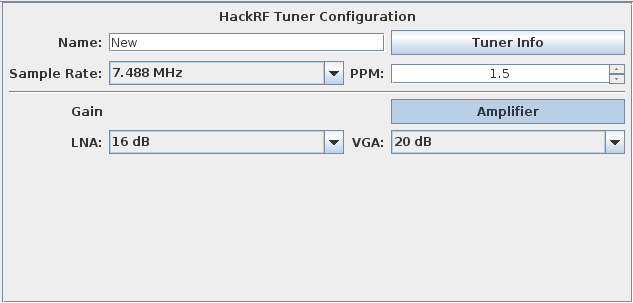 HackRF Tuner Configuration
Name: New Tuner Info
Sample Rate: 7.488 MHz PPM: 1.5
Gain Amplifier
LNA: 16 dB VGA: 20 dB